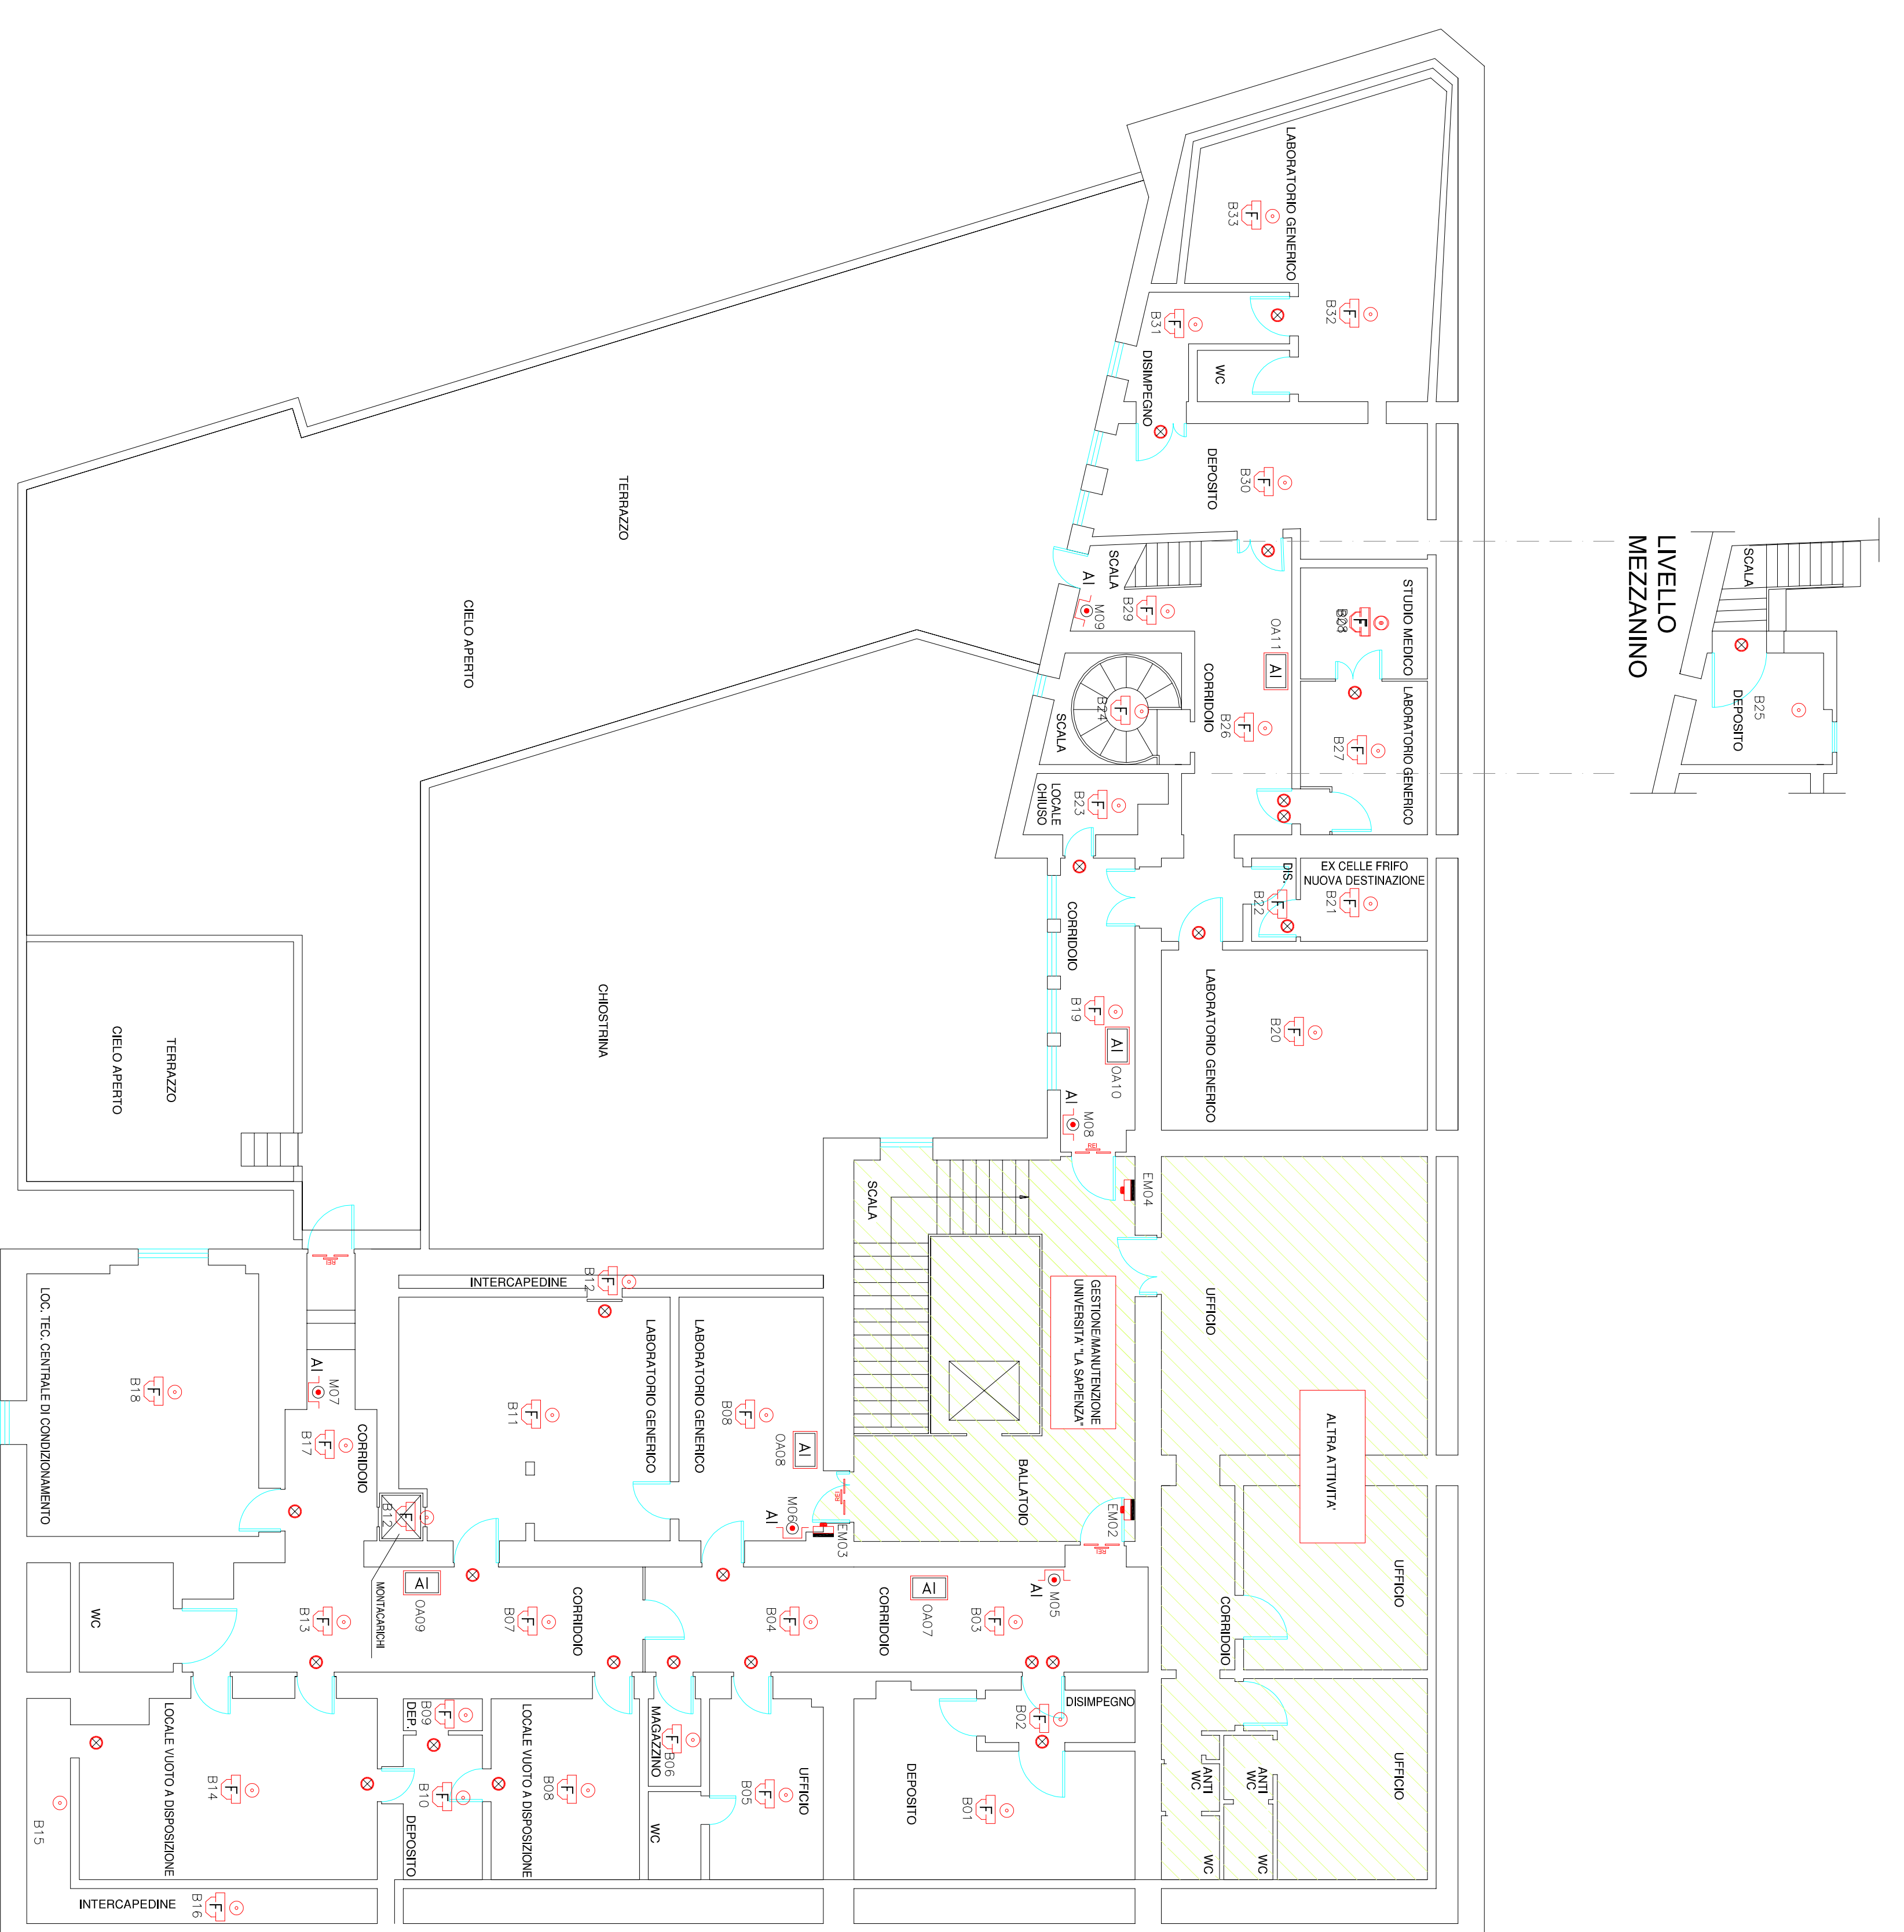 LIVELLO
MEZZANINO
SCALA
DEPOSITO
B25
LABORATORIO GENERICO
F
B33
F
B32
F
B31
DISIMPEGNO
WC
DEPOSITO
F
B30
SCALA
AI
M09
F
B29
STUDIO MEDICO
F
OA11
AI
CORRIDOIO
F
B26
LABORATORIO GENERICO
F
B27
F
B24
SCALA
LOCALE
CHIUSO
F
B23
DIS.
F
B22
EX CELLE FRIFO
NUOVA DESTINAZIONE
F
B21
CORRIDOIO
F
B19
AI
OA10
AI
M08
REI
LABORATORIO GENERICO
F
B20
TERRAZZO
CIELO APERTO
CHIOSTRINA
TERRAZZO
CIELO APERTO
SCALA
EM04
GESTIONE/MANUTENZIONE
UNIVERSITA' "LA SAPIENZA"
BALLATOIO
EM02
REI
UFFICIO
ALTRA ATTIVITA'
UFFICIO
CORRIDOIO
UFFICIO
ANTI
WC
ANTI
WC
WC
WC
REI
INTERCAPEDINE
F
B12
LABORATORIO GENERICO
F
B11
LABORATORIO GENERICO
F
B08
AI
OA08
REI
AI
M06
EM03
LOC. TEC. CENTRALE DI CONDIZIONAMENTO
F
B18
AI
M07
F
B17
CORRIDOIO
F
B12
MONTACARICHI
AI
OA09
F
B13
F
B07
CORRIDOIO
F
B04
CORRIDOIO
AI
OA07
F
B03
AI
M05
WC
DISIMPEGNO
F
B02
DEPOSITO
F
B01
UFFICIO
F
B05
MAGAZZINO
F
B06
WC
LOCALE VUOTO A DISPOSIZIONE
F
B08
DEP.
F
B09
F
B10
DEPOSITO
LOCALE VUOTO A DISPOSIZIONE
F
B14
B15
INTERCAPEDINE
F
B16